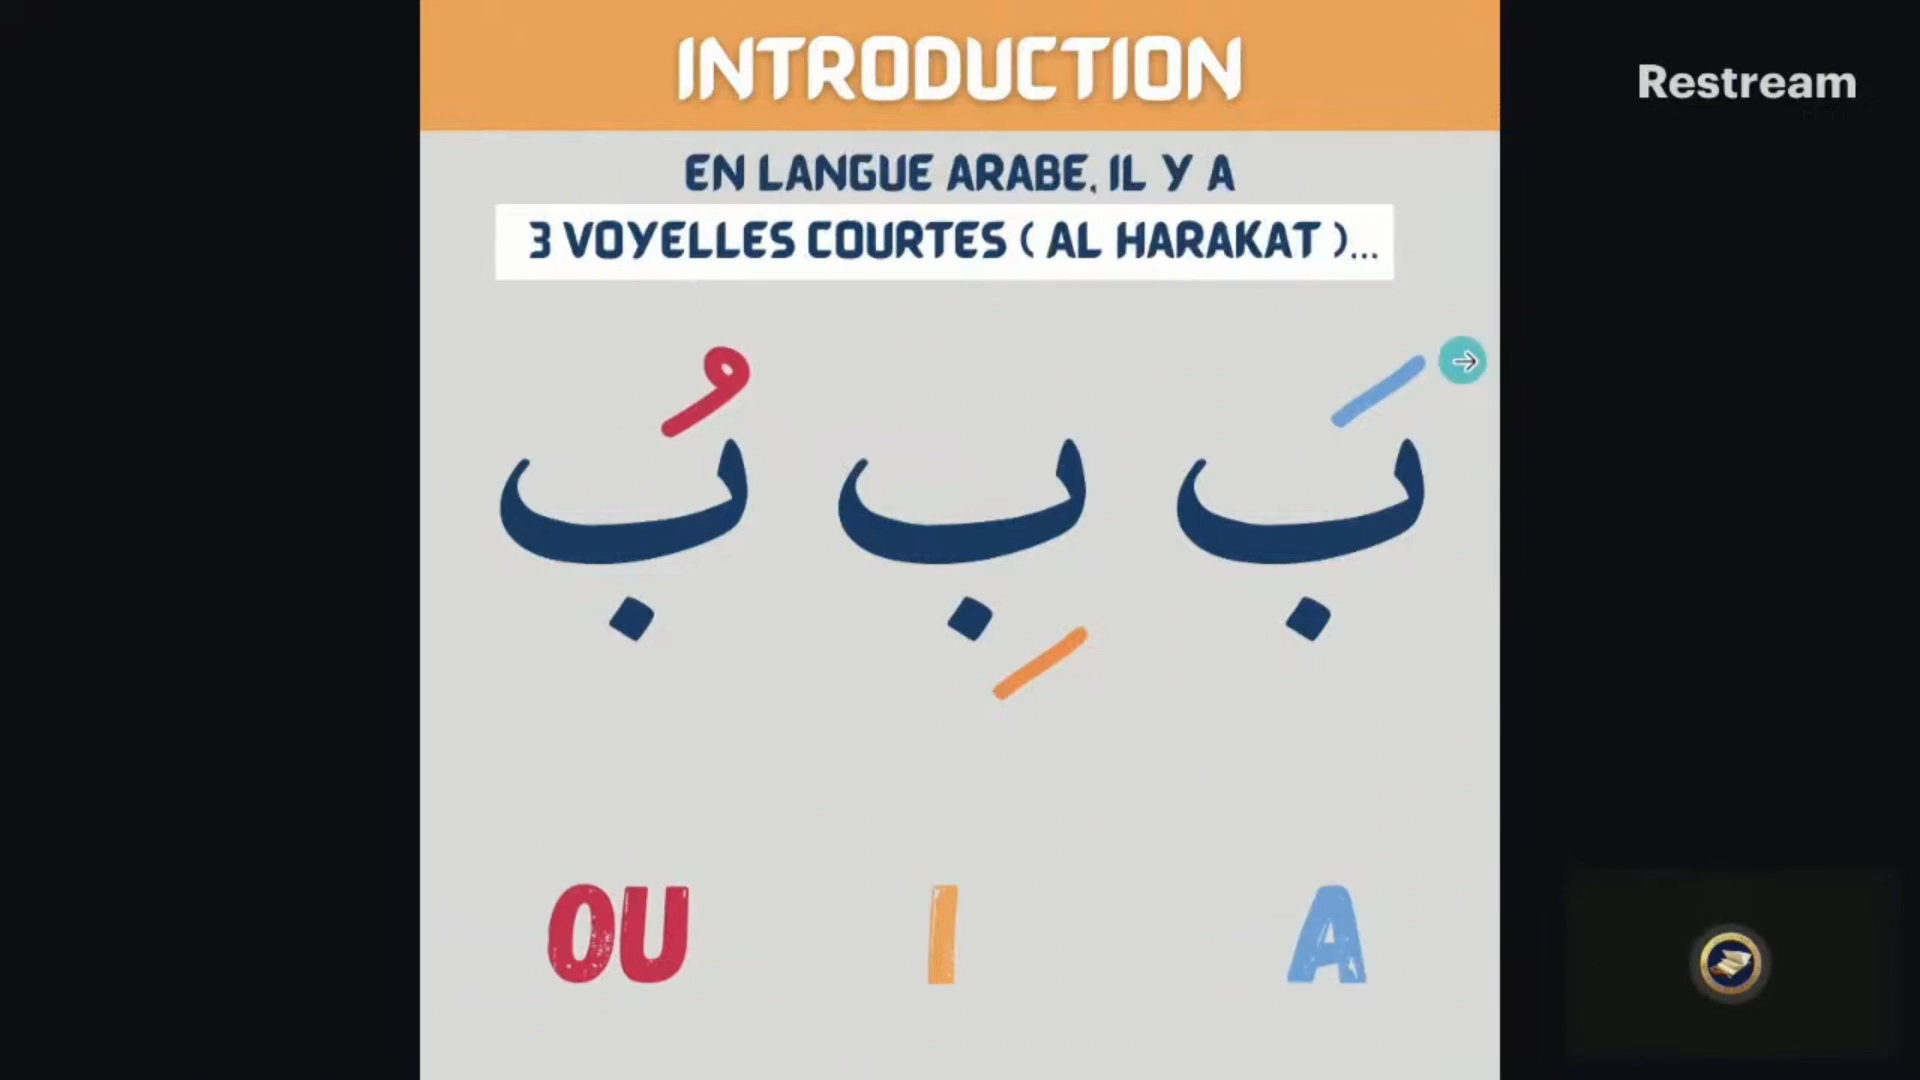 INTRODUCTION
Restream
EN LANGUE ARABE, IL Y A
3 VOYELLES COURTES ( AL HARAKAT )...
بَ بِ بُ
OU I A